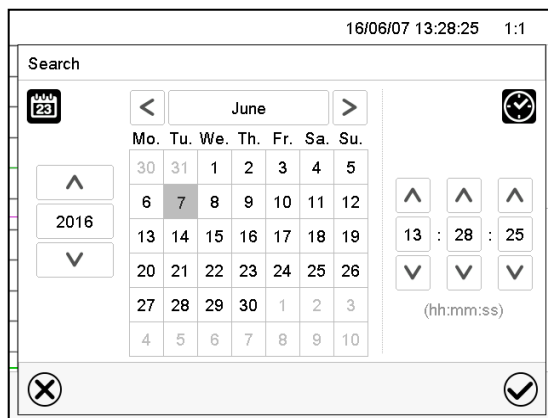 16/06/07 13:28:25 1:1
Search
23
< June >
Mo. Tu. We. Th. Fr. Sa. Su.
30 31 1 2 3 4 5
6 7 8 9 10 11 12
2016
13 14 15 16 17 18 19
13 : 28 : 25
20 21 22 23 24 25 26
27 28 29 30 1 2 3
(hh:mm:ss)
4 5 6 7 8 9 10